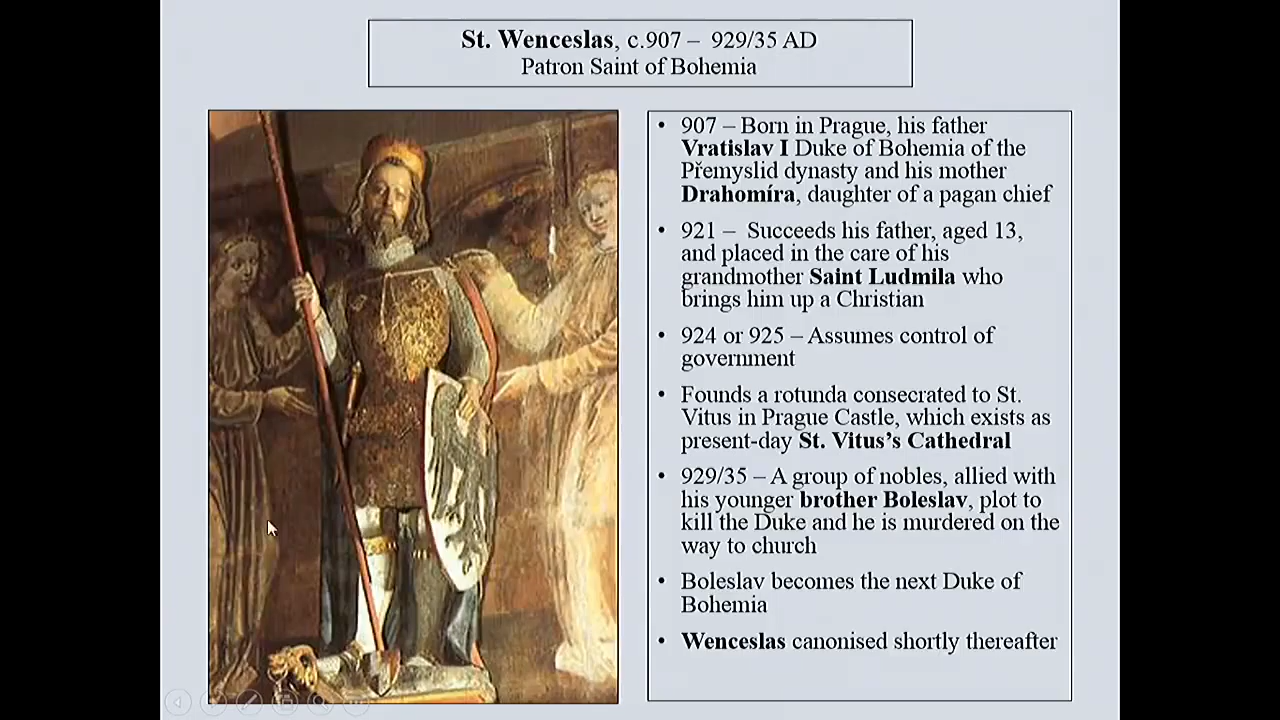 St. Wenceslas, c.907 – 929/35 AD
Patron Saint of Bohemia
• 907 – Born in Prague, his father
Vratislav I Duke of Bohemia of the
Přemyslid dynasty and his mother
Drahomíra, daughter of a pagan chief
• 921 – Succeeds his father, aged 13,
and placed in the care of his
grandmother Saint Ludmila who
brings him up a Christian
• 924 or 925 – Assumes control of
government
• Founds a rotunda consecrated to St.
Vitus in Prague Castle, which exists as
present-day St. Vitus’s Cathedral
• 929/35 – A group of nobles, allied with
his younger brother Boleslav, plot to
kill the Duke and he is murdered on the
way to church
• Boleslav becomes the next Duke of
Bohemia
• Wenceslas canonised shortly thereafter